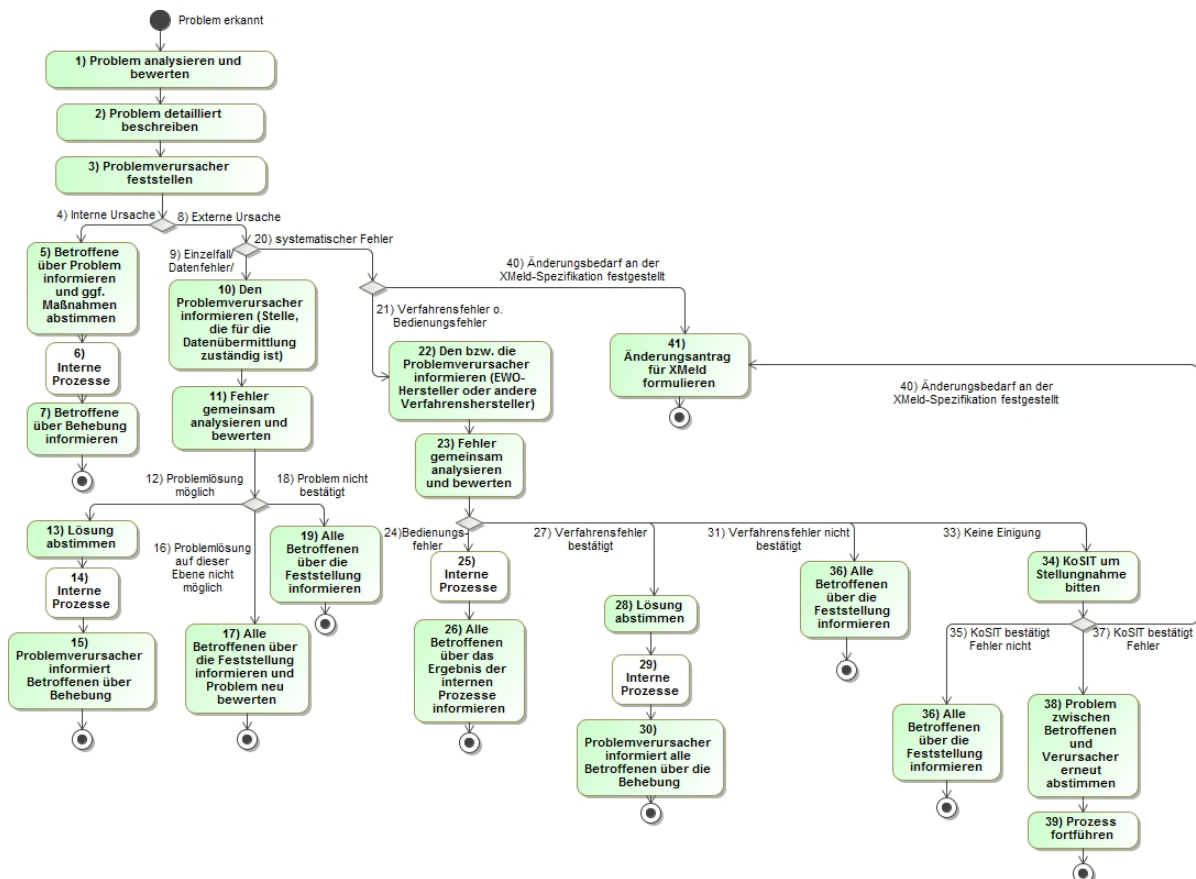 Problem erkannt
1) Problem analysieren und
bewerten
2) Problem detailliert
beschreiben
3) Problemverursacher
feststellen
4) Interne Ursache
8) Externe Ursache
5) Betroffene
über Problem
informieren
und ggf.
Maßnahmen
abstimmen
6)
Interne
Prozesse
7) Betroffene
über Behebung
informieren
9) Einzelfall/
Datenfehler/
20) systematischer Fehler
10) Den
Problemverursacher
informieren (Stelle,
die für die
Datenübermittlung
zuständig ist)
11) Fehler
gemeinsam
analysieren und
bewerten
12) Problemlösung
möglich
18) Problem nicht
bestätigt
13) Lösung
abstimmen
14)
Interne
Prozesse
15)
Problemverursacher
informiert
Betroffenen über
Behebung
16) Problemlösung
auf dieser
Ebene nicht
möglich
17) Alle
Betroffenen über
die Feststellung
informieren und
Problem neu
bewerten
19) Alle
Betroffenen
über die
Feststellung
informieren
40) Änderungsbedarf an der
XMeld-Spezifikation festgestellt
21) Verfahrensfehler o.
Bedienungsfehler
22) Den bzw. die
Problemverursacher
informieren (EWO-
Hersteller oder andere
Verfahrenshersteller)
41)
Änderungsantrag
für XMeld
formulieren
40) Änderungsbedarf an der
XMeld-Spezifikation festgestellt
23) Fehler
gemeinsam
analysieren
und bewerten
24)Bedienungs-
fehler
27) Verfahrensfehler
bestätigt
31) Verfahrensfehler nicht
bestätigt
33) Keine Einigung
25)
Interne
Prozesse
26) Alle
Betroffenen
über das
Ergebnis der
internen
Prozesse
informieren
28) Lösung
abstimmen
29)
Interne
Prozesse
30)
Problemverursacher
informiert alle
Betroffenen über die
Behebung
36) Alle
Betroffenen
über die
Feststellung
informieren
34) KoSIT um
Stellungnahme
bitten
35) KoSIT bestätigt
Fehler nicht
37) KoSIT bestätigt
Fehler
36) Alle
Betroffenen
über die
Feststellung
informieren
38) Problem
zwischen
Betroffenen
und
Verursacher
erneut
abstimmen
39) Prozess
fortführen